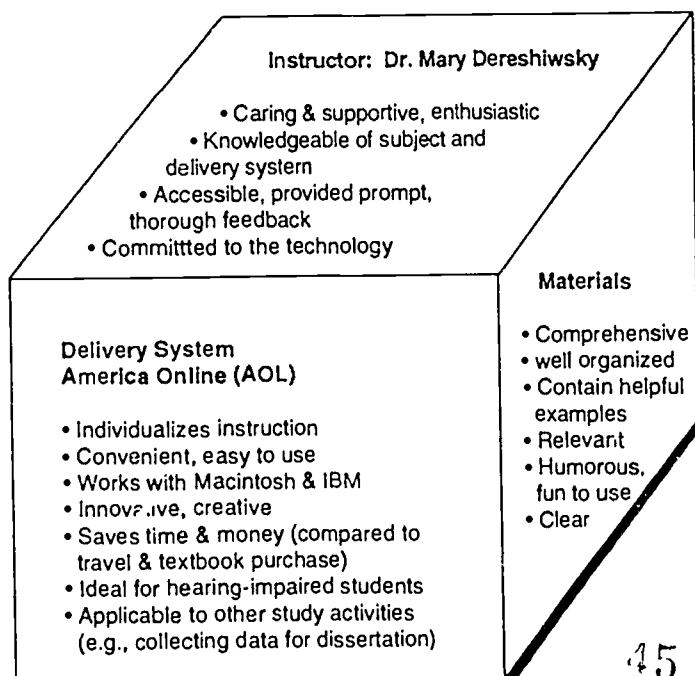 Instructor: Dr. Mary Dereshiwsky
• Caring & supportive, enthusiastic
• Knowledgeable of subject and
delivery system
• Accessible, provided prompt,
thorough feedback
• Committted to the technology
Delivery System
America Online (AOL)
• Individualizes instruction
• Convenient, easy to use
• Works with Macintosh & IBM
• Innovative, creative
• Saves time & money (compared to
travel & textbook purchase)
• Ideal for hearing-impaired students
• Applicable to other study activities
(e.g., collecting data for dissertation)
Materials
• Comprehensive
• well organized
• Contain helpful
examples
• Relevant
• Humorous,
fun to use
• Clear
15